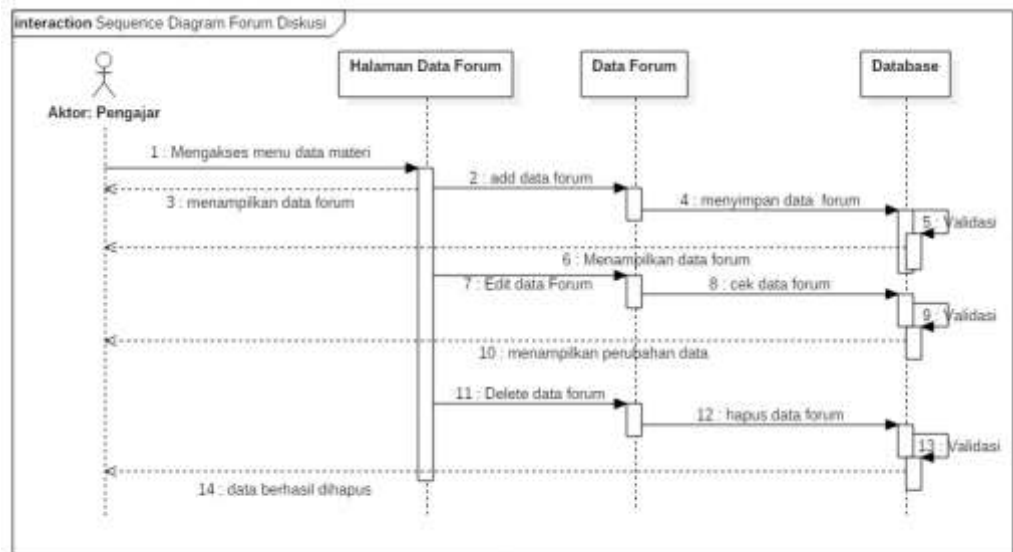 interaction Sequence Diagram Forum Diskusi
Halaman Data Forum
Data Forum
Database
Aktor: Pengajar
1 : Mengakses menu data materi
2 : add data forum
3 : menampilkan data forum
4 : menyimpan data forum
5 : Validasi
6 : Menampilkan data forum
7 : Edit data Forum
8 : cek data forum
9 : Validasi
10 : menampilkan perubahan data
11 : Delete data forum
12 : hapus data forum
13 : Validasi
14 : data berhasil dihapus